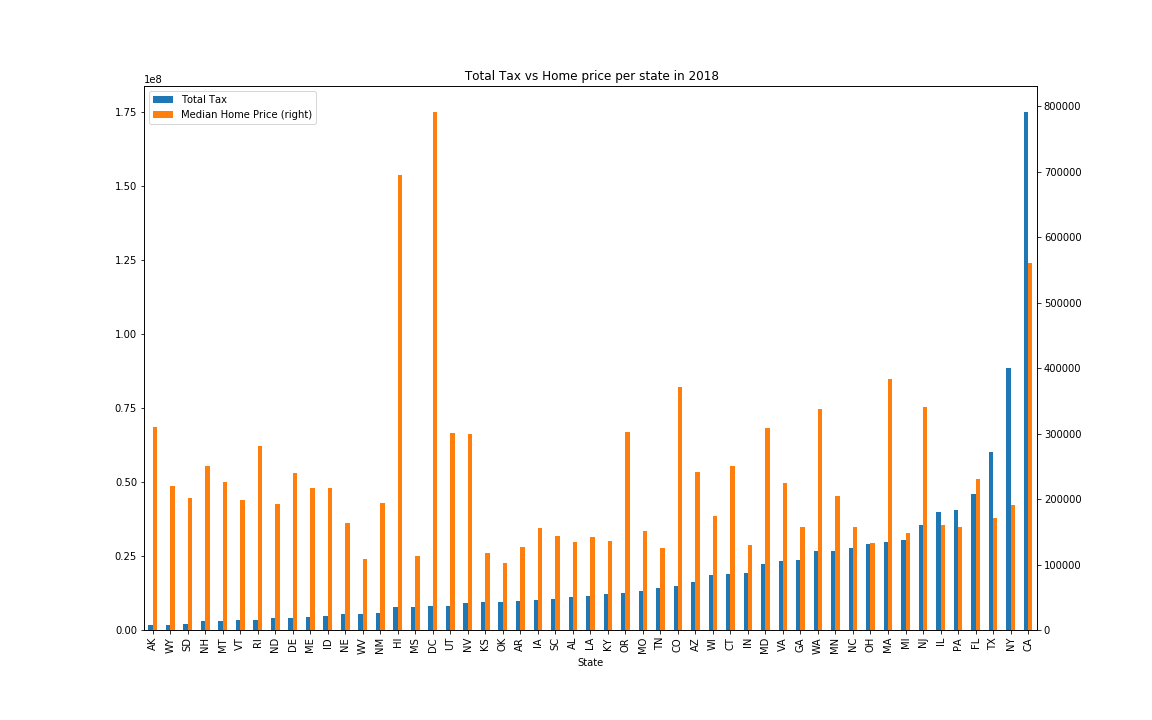 Total Tax vs Home price per state in 2018
1e8
Total Tax
Median Home Price (right)
1.75
1.50
1.25
1.00
0.75
0.50
0.25
0.00
800000
700000
600000
500000
400000
300000
200000
100000
0
AK WY SD NH MT VT RI ND DE ME ID NE WV NM HI MS DC UT NV KS OK AR IA SC AL LA KY OR MO TN CO AZ WI CT IN MD VA GA WA MN NC OH MA MI NJ IL PA FL TX NY CA
State